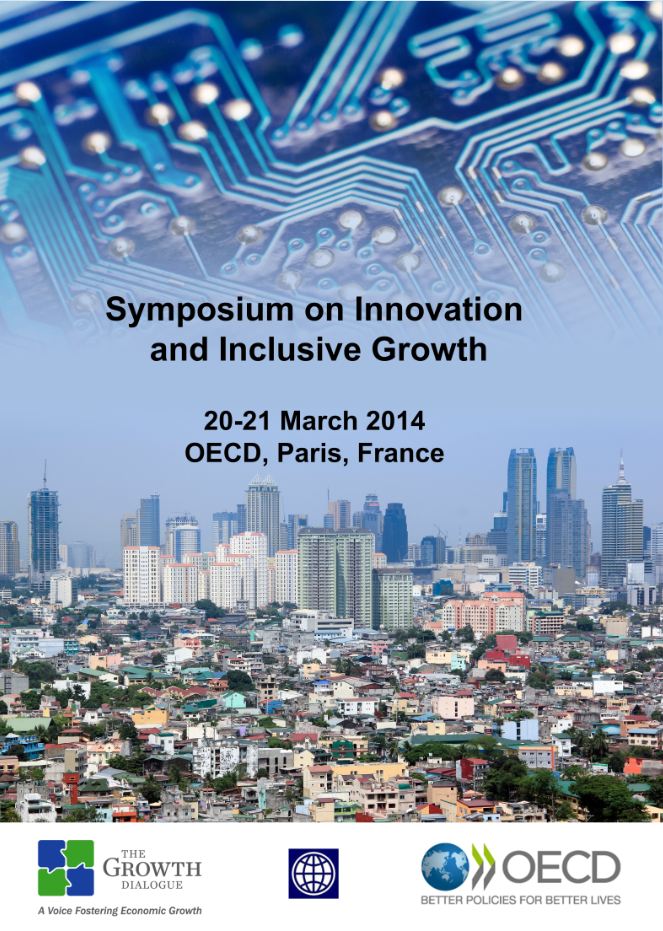 Symposium on Innovation
and Inclusive Growth
20-21 March 2014
OECD, Paris, France
THE
GROWTH
DIALOGUE
A Voice Fostering Economic Growth
OECD
BETTER POLICIES FOR BETTER LIVES